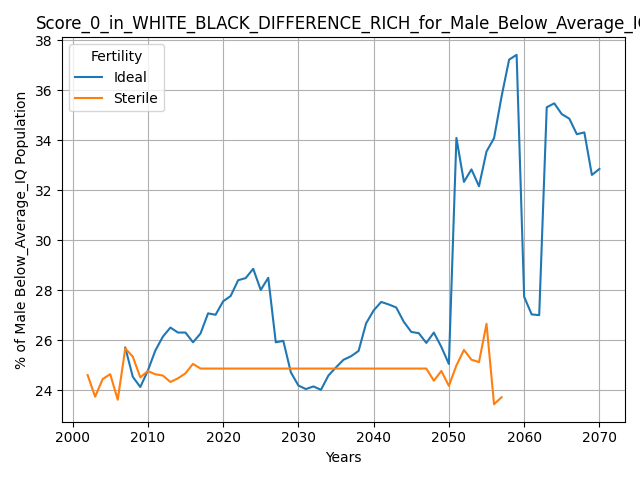 Score_0_in_WHITE_BLACK_DIFFERENCE_RICH_for_Male_Below_Average_IQ
Fertility
Ideal
Sterile
% of Male Below_Average_IQ Population
38
36
34
32
30
28
26
24
2000 2010 2020 2030 2040 2050 2060 2070
Years